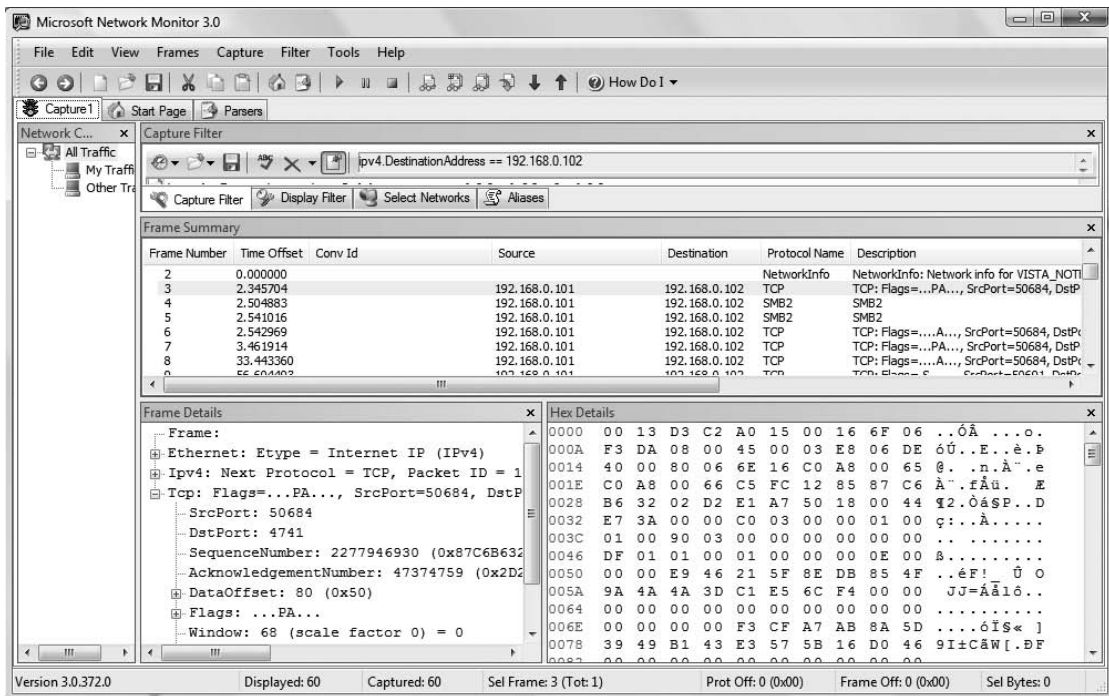 Microsoft Network Monitor 3.0
File Edit View Frames Capture Filter Tools Help
How Do I
Capture1 Start Page Parsers
Network C...
All Traffic
My Traffi
Other Tra
Capture Filter
ipv4.DestinationAddress == 192.168.0.102
Capture Filter Display Filter Select Networks Aliases
Frame Summary
Frame Number Time Offset Conv Id Source Destination Protocol Name Description
2 0.000000 NetworkInfo NetworkInfo: Network info for VISTA_NOTI
3 2.345704 192.168.0.101 192.168.0.102 TCP TCP: Flags=...PA..., SrcPort=50684, DstP
4 2.504883 192.168.0.101 192.168.0.102 SMB2 SMB2
5 2.541016 192.168.0.101 192.168.0.102 SMB2 SMB2
6 2.542969 192.168.0.101 192.168.0.102 TCP TCP: Flags=....A..., SrcPort=50684, DstPo
7 3.461914 192.168.0.101 192.168.0.102 TCP TCP: Flags=...PA..., SrcPort=50684, DstP
8 33.443360 192.168.0.101 192.168.0.102 TCP TCP: Flags=....A..., SrcPort=50684, DstPo
Frame Details
Frame:
Ethernet: Etype = Internet IP (IPv4)
Ipv4: Next Protocol = TCP, Packet ID = 1
Tcp: Flags=...PA..., SrcPort=50684, DstP
SrcPort: 50684
DstPort: 4741
SequenceNumber: 2277946930 (0x87C6B632
AcknowledgementNumber: 47374759 (0x2D2
DataOffset: 80 (0x50)
Flags: ...PA...
Window: 68 (scale factor 0) = 0
Hex Details
0000 00 13 D3 C2 A0 15 00 16 6F 06 ..ÓÂ ...o.
000A F3 DA 08 00 45 00 03 E8 06 DE óÚ..E..è.Þ
0014 40 00 80 06 6E 16 C0 A8 00 65 @. .n.À¨.e
001E C0 A8 00 66 C5 FC 12 85 87 C6 À¨.fÅü. Æ
0028 B6 32 02 D2 E1 A7 50 18 00 44 ¶2.Òá§P..D
0032 E7 3A 00 00 C0 03 00 00 01 00 ç:..À.....
003C 01 00 90 03 00 00 00 00 00 00 .. .......
0046 DF 01 01 00 01 00 00 00 0E 00 ß.........
0050 00 00 E9 46 21 5F 8E DB 85 4F ..éF!_ Û O
005A 9A 4A 4A 3D C1 E5 6C F4 00 00 JJ=Áålô..
0064 00 00 00 00 00 00 00 00 00 00 ..........
006E 00 00 00 00 F3 CF A7 AB 8A 5D ....óÏ§« ]
0078 39 49 B1 43 E3 57 5B 16 D0 46 9I±CãW[.ÐF
Version 3.0.372.0 Displayed: 60 Captured: 60 Sel Frame: 3 (Tot: 1) Prot Off: 0 (0x00) Frame Off: 0 (0x00) Sel Bytes: 0